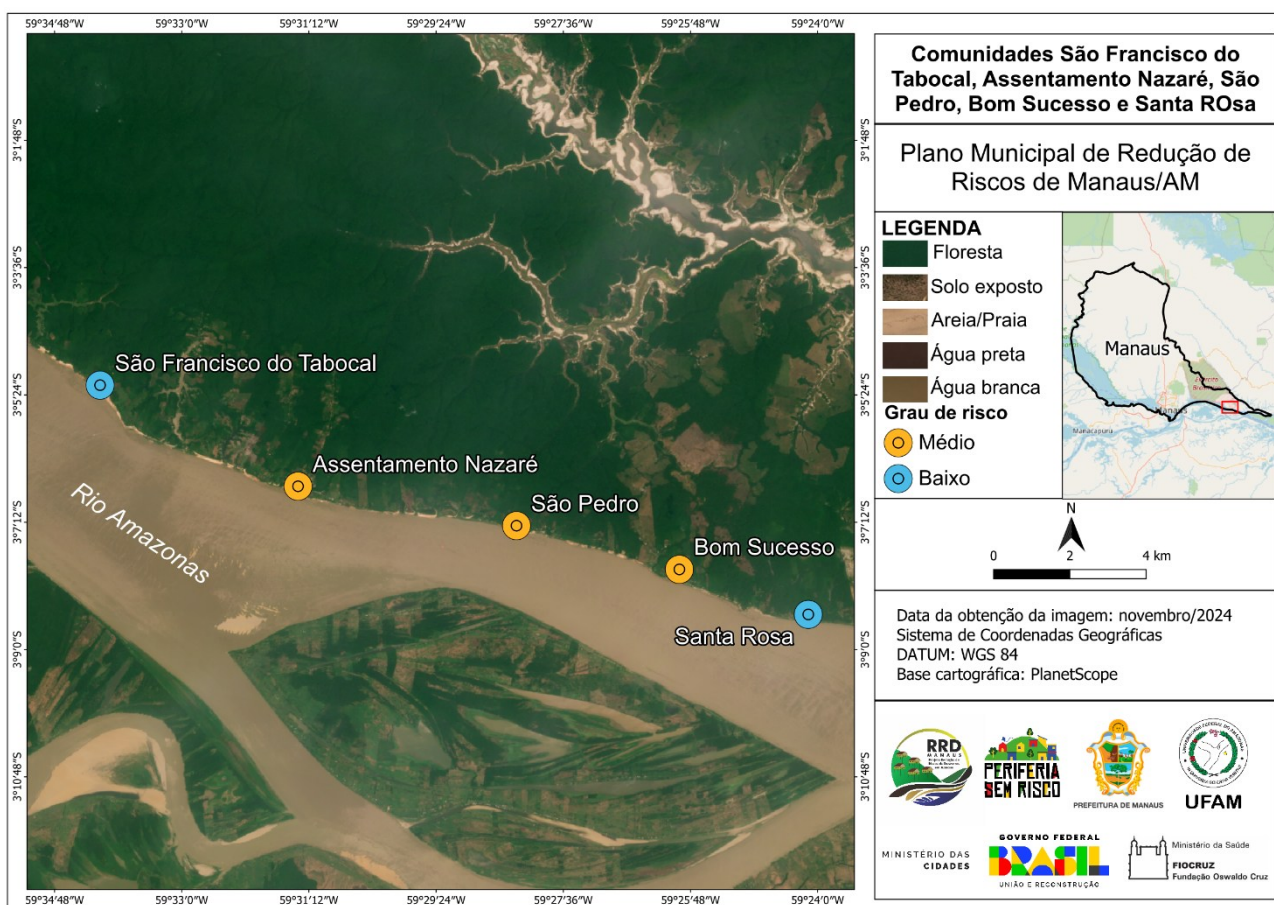 59°34'48"W 59°33'0"W 59°31'12"W 59°29'24"W 59°27'36"W 59°25'48"W 59°24'0"W
3°1'48"S
3°3'36"S
3°5'24"S
3°7'12"S
3°9'0"S
3°10'48"S
São Francisco do Tabocal
Assentamento Nazaré
São Pedro
Bom Sucesso
Santa Rosa
Rio Amazonas
3°1'48"S
3°3'36"S
3°5'24"S
3°7'12"S
3°9'0"S
3°10'48"S
59°34'48"W 59°33'0"W 59°31'12"W 59°29'24"W 59°27'36"W 59°25'48"W 59°24'0"W
Comunidades São Francisco do
Tabocal, Assentamento Nazaré, São
Pedro, Bom Sucesso e Santa ROsa
Plano Municipal de Redução de
Riscos de Manaus/AM
LEGENDA
Floresta
Solo exposto
Areia/Praia
Água preta
Água branca
Grau de risco
Médio
Baixo
Manaus
Manaus
Manacapuru
N
0 2 4 km
Data da obtenção da imagem: novembro/2024
Sistema de Coordenadas Geográficas
DATUM: WGS 84
Base cartográfica: PlanetScope
RRD
MANAUS
PERIFERIA
SEM RISCO
PREFEITURA DE MANAUS
UFAM
MINISTÉRIO DAS
CIDADES
GOVERNO FEDERAL
BRASIL
UNIÃO E RECONSTRUÇÃO
Ministério da Saúde
FIOCRUZ
Fundação Oswaldo Cruz